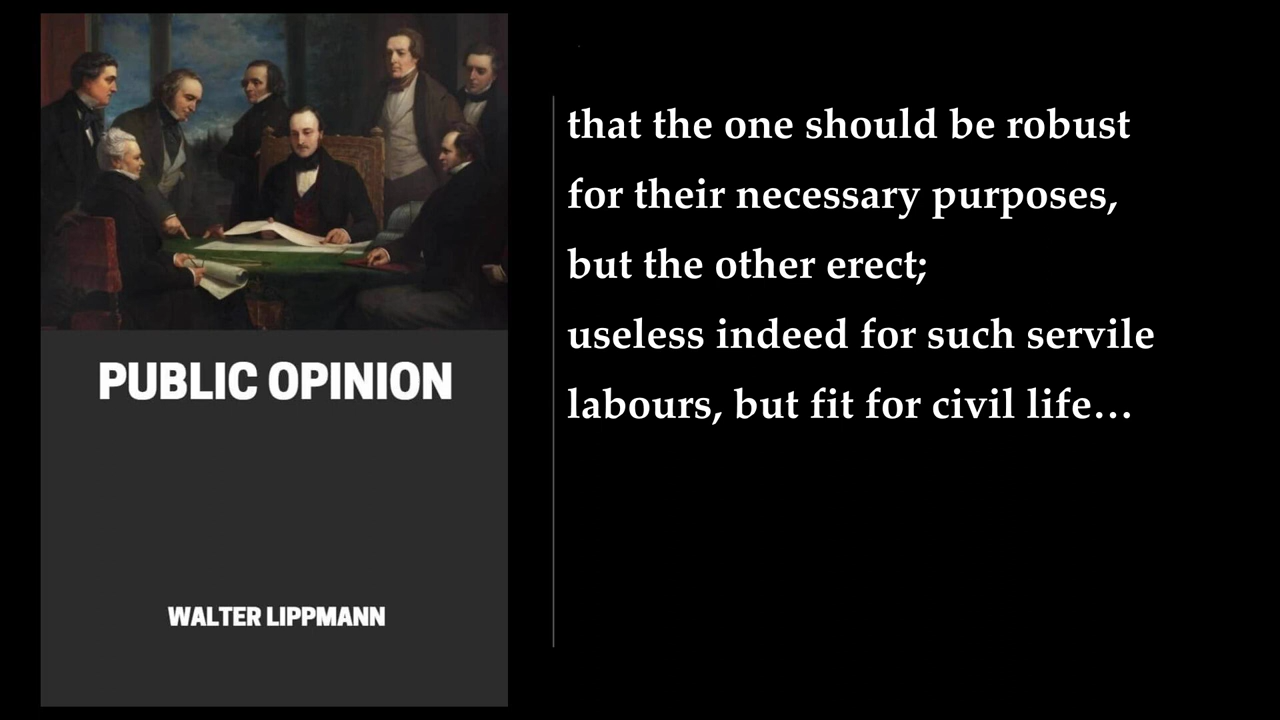 PUBLIC OPINION
WALTER LIPPMANN
that the one should be robust
for their necessary purposes,
but the other erect;
useless indeed for such servile
labours, but fit for civil life…